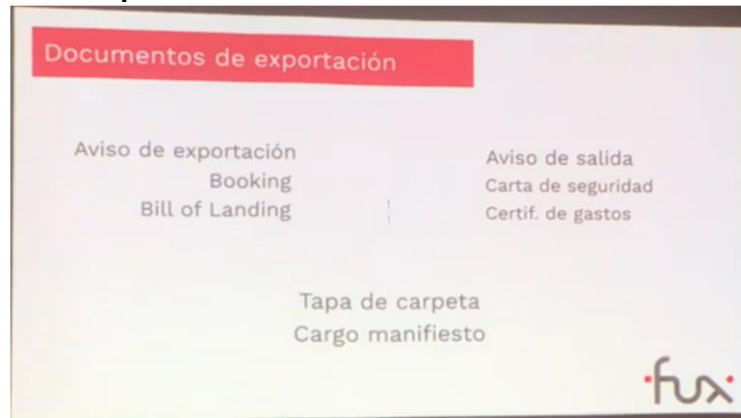 Documentos de exportación
Aviso de exportación
Booking
Bill of Landing
Aviso de salida
Carta de seguridad
Certif. de gastos
Tapa de carpeta
Cargo manifiesto
fux